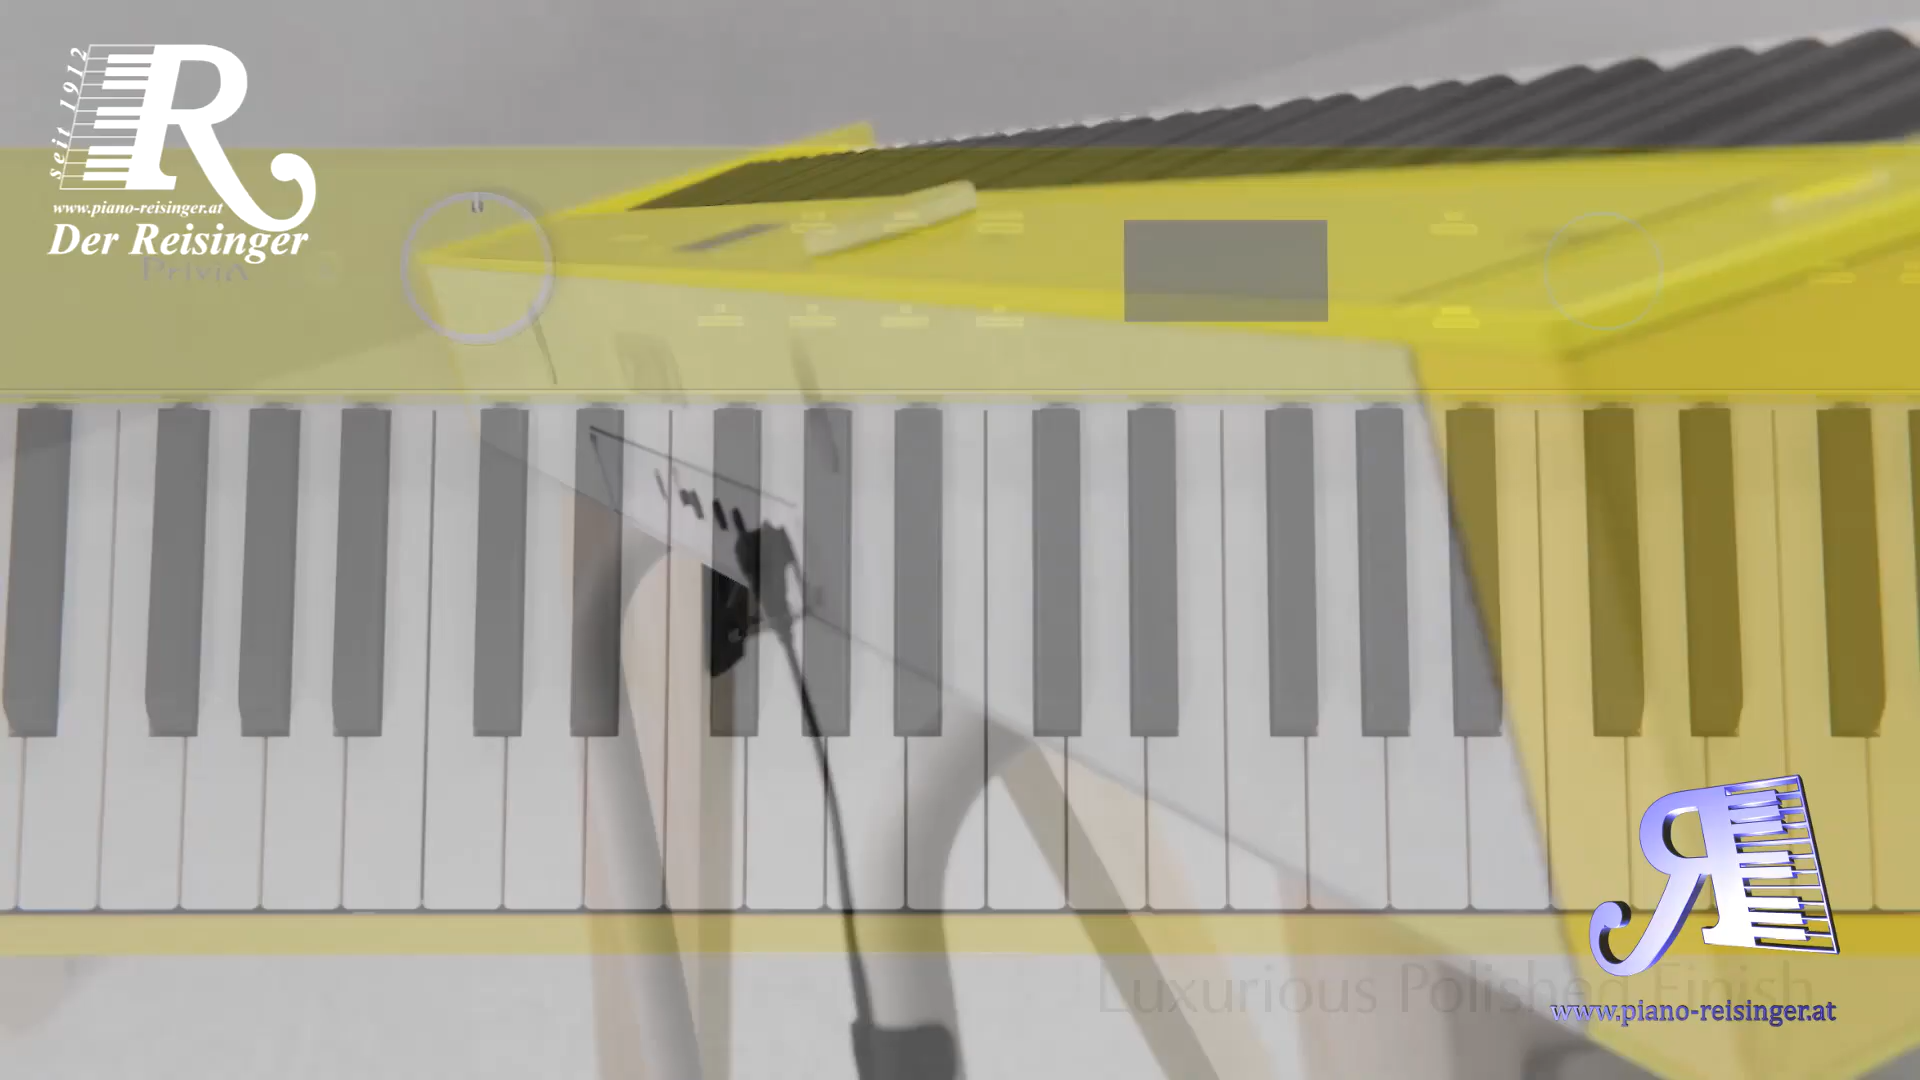 seit 1912
R
www.piano-reisinger.at
Der Reisinger
Privia
Luxurious Polished Finish
R
www.piano-reisinger.at